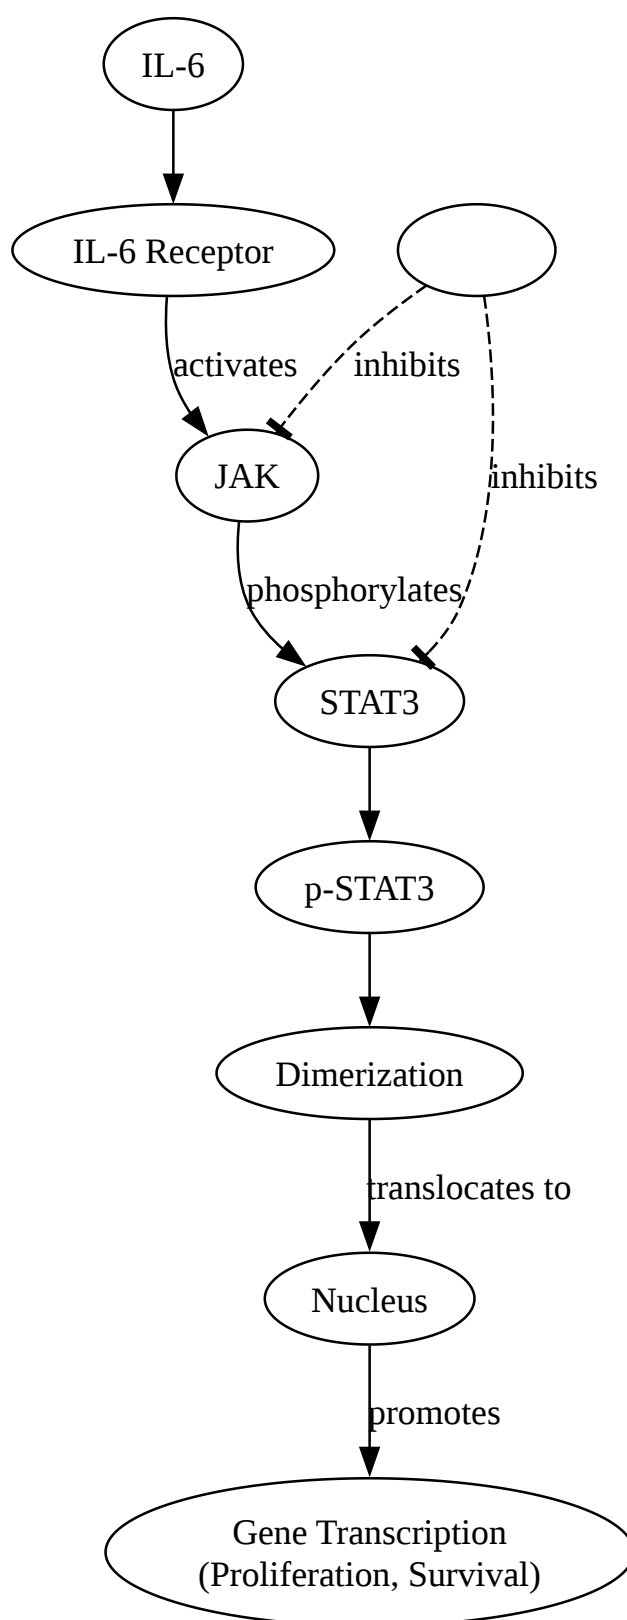 IL-6
IL-6 Receptor
activates
inhibits
JAK
inhibits
phosphorylates
STAT3
p-STAT3
Dimerization
translocates to
Nucleus
promotes
Gene Transcription
(Proliferation, Survival)